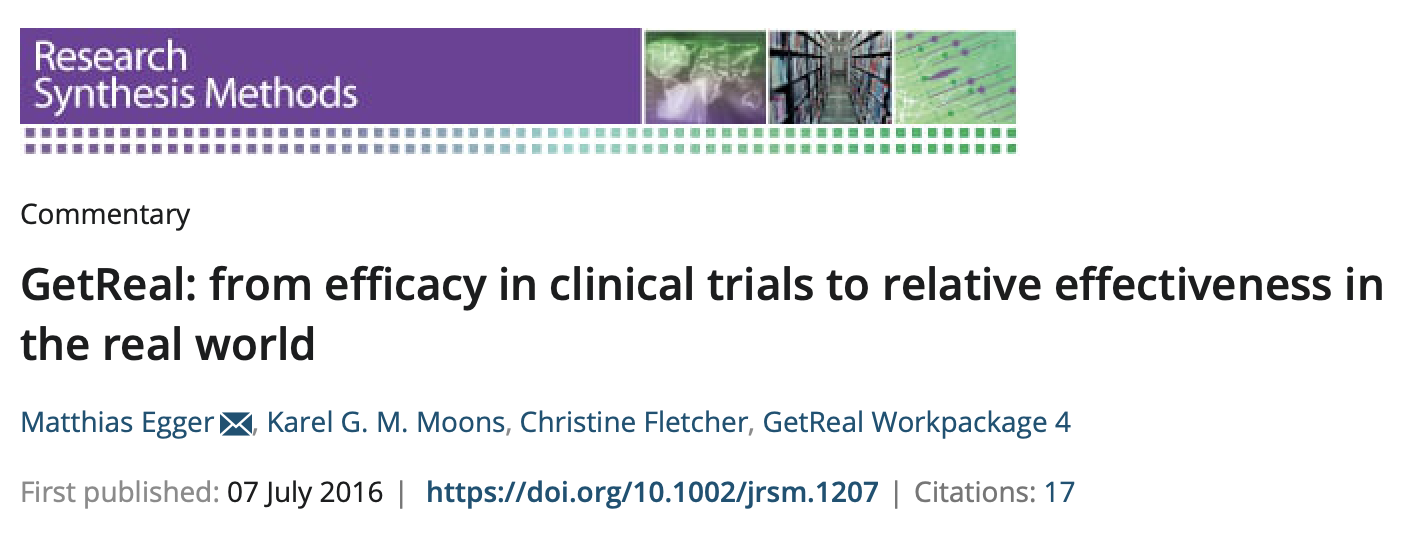 Research
Synthesis Methods
Commentary
GetReal: from efficacy in clinical trials to relative effectiveness in
the real world
Matthias Egger, Karel G. M. Moons, Christine Fletcher, GetReal Workpackage 4
First published: 07 July 2016 | https://doi.org/10.1002/jrsm.1207 | Citations: 17